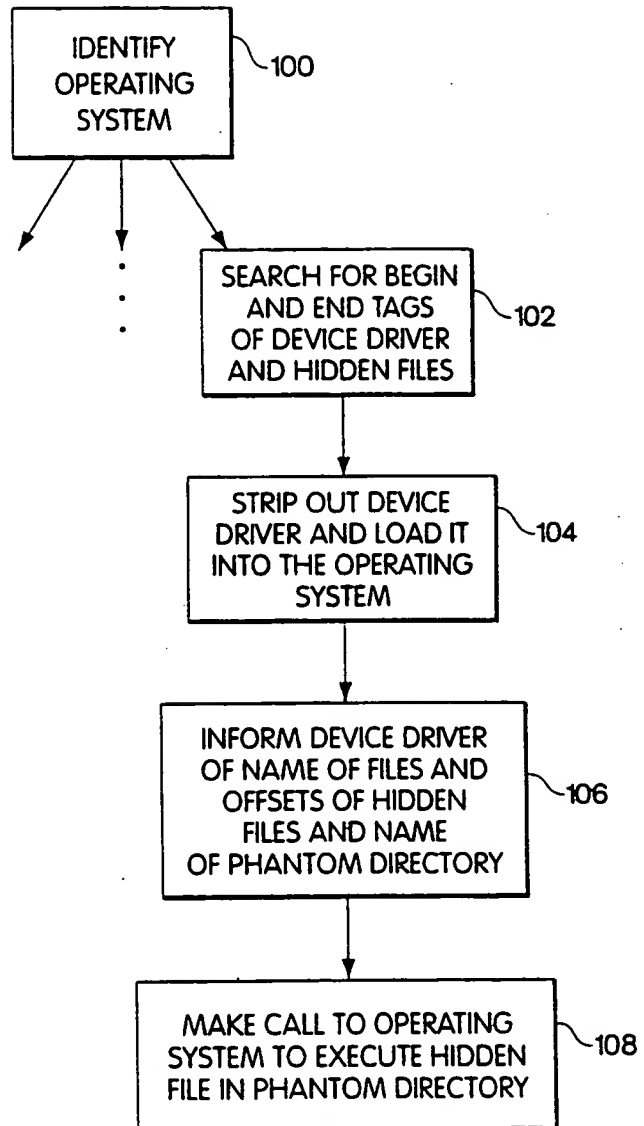 IDENTIFY
OPERATING
SYSTEM
100
SEARCH FOR BEGIN
AND END TAGS
OF DEVICE DRIVER
AND HIDDEN FILES
102
STRIP OUT DEVICE
DRIVER AND LOAD IT
INTO THE OPERATING
SYSTEM
104
INFORM DEVICE DRIVER
OF NAME OF FILES AND
OFFSETS OF HIDDEN
FILES AND NAME
OF PHANTOM DIRECTORY
106
MAKE CALL TO OPERATING
SYSTEM TO EXECUTE HIDDEN
FILE IN PHANTOM DIRECTORY
108